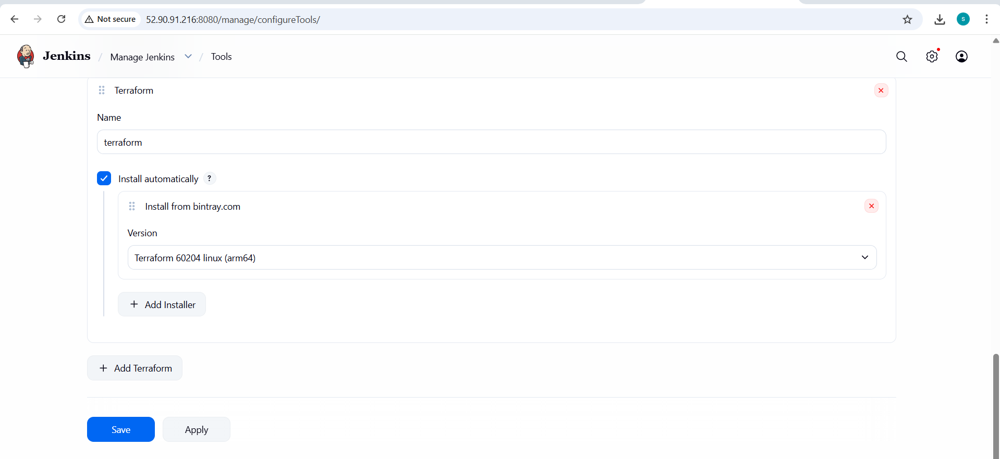 Not secure 52.90.91.216:8080/manage/configureTools/ S
Jenkins / Manage Jenkins / Tools
Terraform
Name
terraform
Install automatically ?
Install from bintray.com
Version
Terraform 60204 linux (arm64)
+ Add Installer
+ Add Terraform
Save Apply